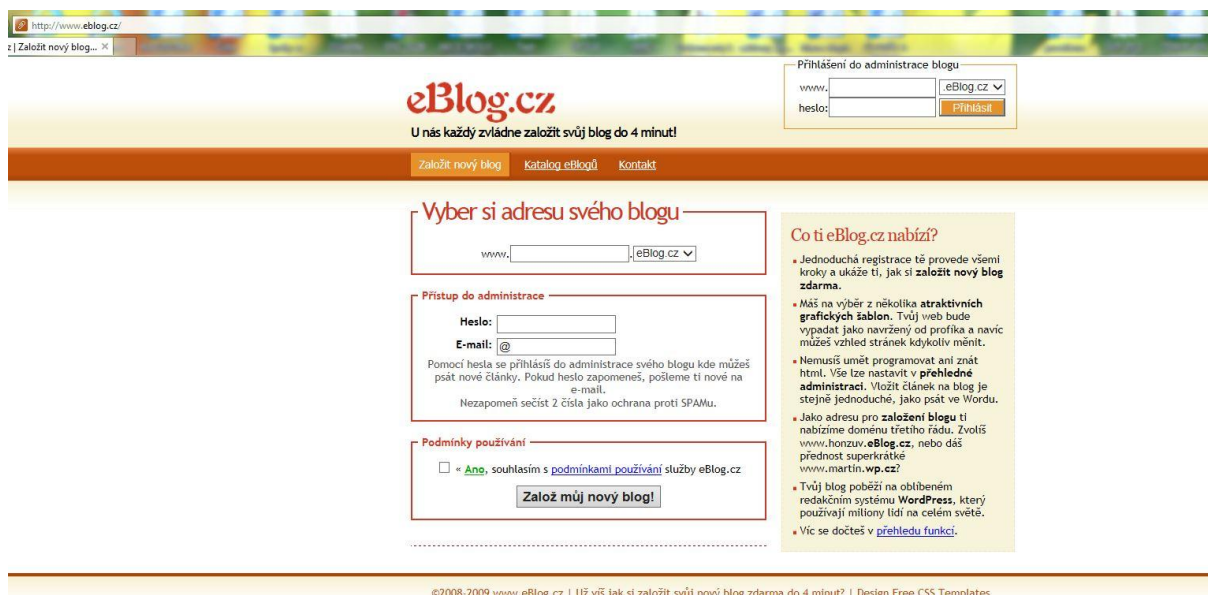 http://www.eblog.cz/
z | Založit nový blog... ×
Přihlášení do administrace blogu
www. .eBlog.cz
heslo: Přihlásit
eBlog.cz
U nás každý zvládne založit svůj blog do 4 minut!
Založit nový blog Katalog eBlogů Kontakt
Vyber si adresu svého blogu
www. . eBlog.cz
Přístup do administrace
Heslo:
E-mail: @
Pomocí hesla se přihlásíš do administrace svého blogu kde můžeš
psát nové články. Pokud heslo zapomeneš, pošleme ti nové na
e-mail.
Nezapomeň sečíst 2 čísla jako ochrana proti SPAMu.
Podmínky používání
« Ano, souhlasím s podmínkami používání služby eBlog.cz
Založ můj nový blog!
Co ti eBlog.cz nabízí?
Jednoduchá registrace tě provede všemi
kroky a ukáže ti, jak si založit nový blog
zdarma.
Máš na výběr z několika atraktivních
grafických šablon. Tvůj web bude
vypadat jako navržený od profíka a navíc
můžeš vzhled stránek kdykoliv měnit.
Nemusíš umět programovat ani znát
html. Vše lze nastavit v přehledné
administraci. Vložit článek na blog je
stejně jednoduché, jako psát ve Wordu.
Jako adresu pro založení blogu ti
nabízíme doménu třetího řádu. Zvolíš
www.honzuv.eBlog.cz, nebo dáš
přednost superkrátké
www.martin.wp.cz?
Tvůj blog poběží na oblíbeném
redakčním systému WordPress, který
používají miliony lidí na celém světě.
Víc se dočteš v přehledu funkcí.
©2008-2009 www.eBlog.cz | Už víš jak si založit svůj nový blog zdarma do 4 minut? | Design Free CSS Templates